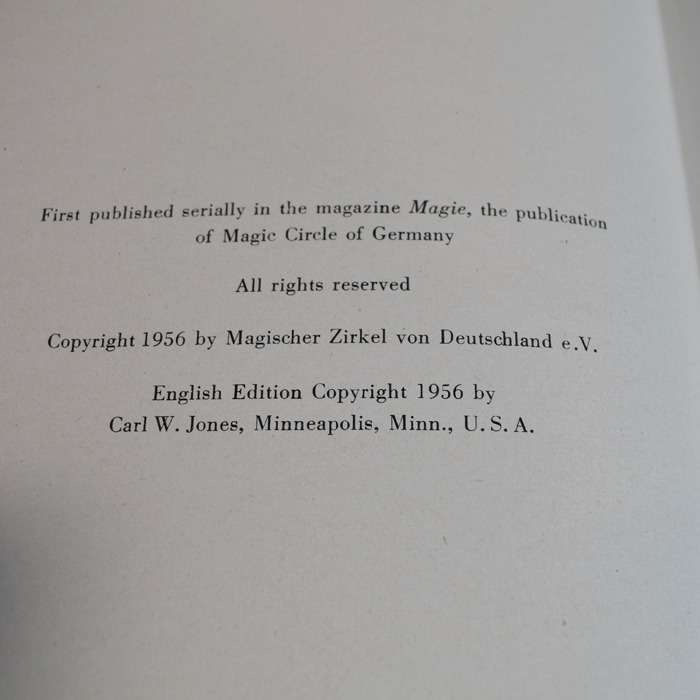 First published serially in the magazine Magie, the publication
of Magic Circle of Germany
All rights reserved
Copyright 1956 by Magischer Zirkel von Deutschland e.V.
English Edition Copyright 1956 by
Carl W. Jones, Minneapolis, Minn., U. S. A.